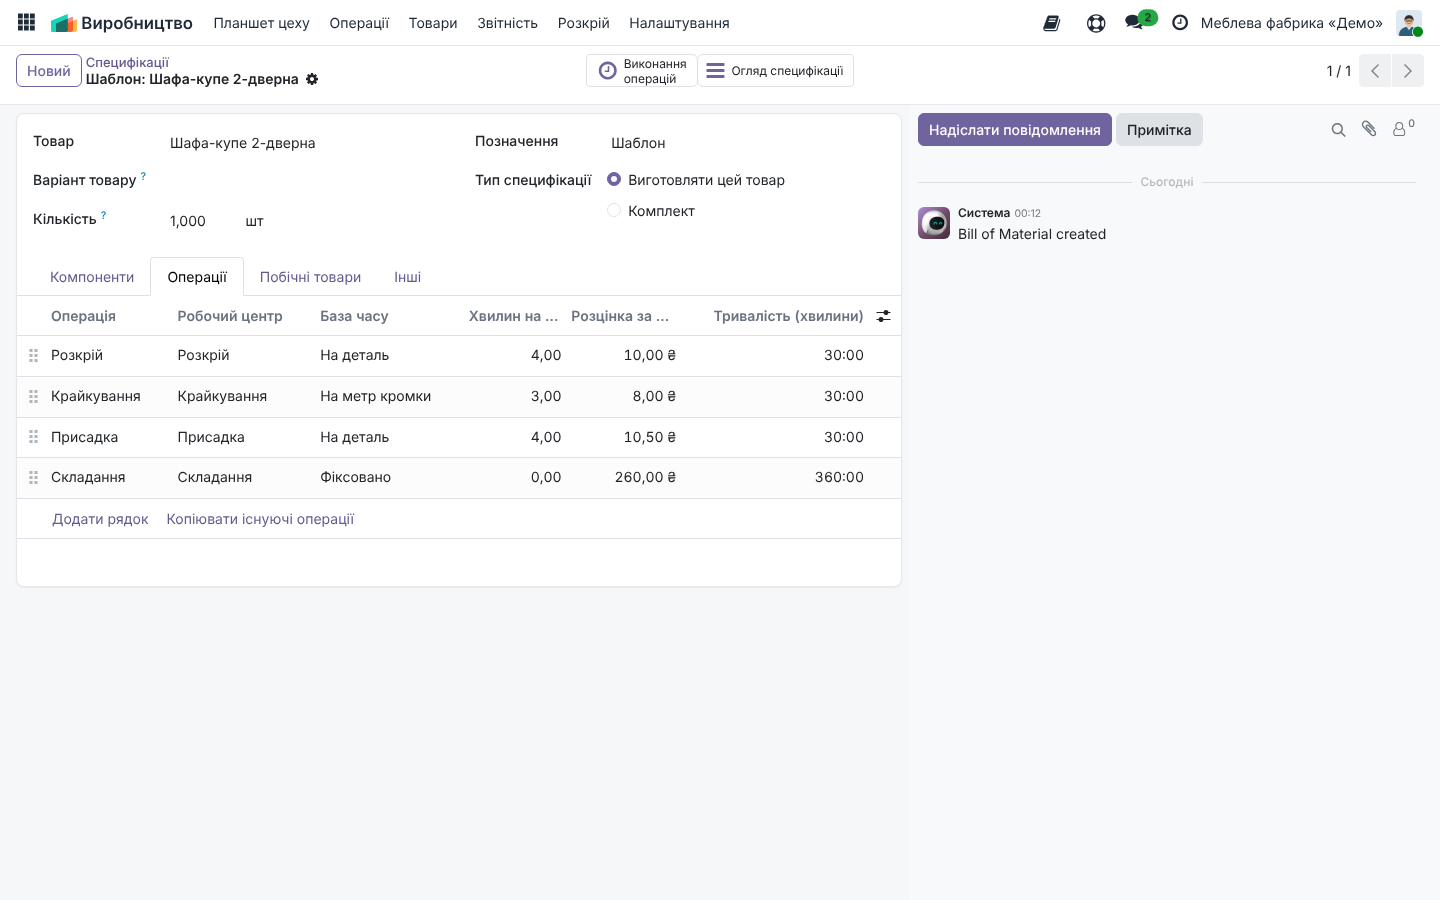 Виробництво Планшет цеху Операції Товари Звітність Розкрій Налаштування 2 Меблева фабрика «Демо»
Новий Специфікації
Шаблон: Шафа-купе 2-дверна
Виконання операцій Огляд специфікації 1 / 1
Товар Шафа-купе 2-дверна Позначення Шаблон
Варіант товару ? Тип специфікації Виготовляти цей товар
Комплект
Кількість ? 1,000 шт
Компоненти Операції Побічні товари Інші
Операція Робочий центр База часу Хвилин на ... Розцінка за ... Тривалість (хвилини)
Розкрій Розкрій На деталь 4,00 10,00 ₴ 30:00
Крайкування Крайкування На метр кромки 3,00 8,00 ₴ 30:00
Присадка Присадка На деталь 4,00 10,50 ₴ 30:00
Складання Складання Фіксовано 0,00 260,00 ₴ 360:00
Додати рядок Копіювати існуючі операції
Надіслати повідомлення Примітка 0
Сьогодні
Система 00:12
Bill of Material created